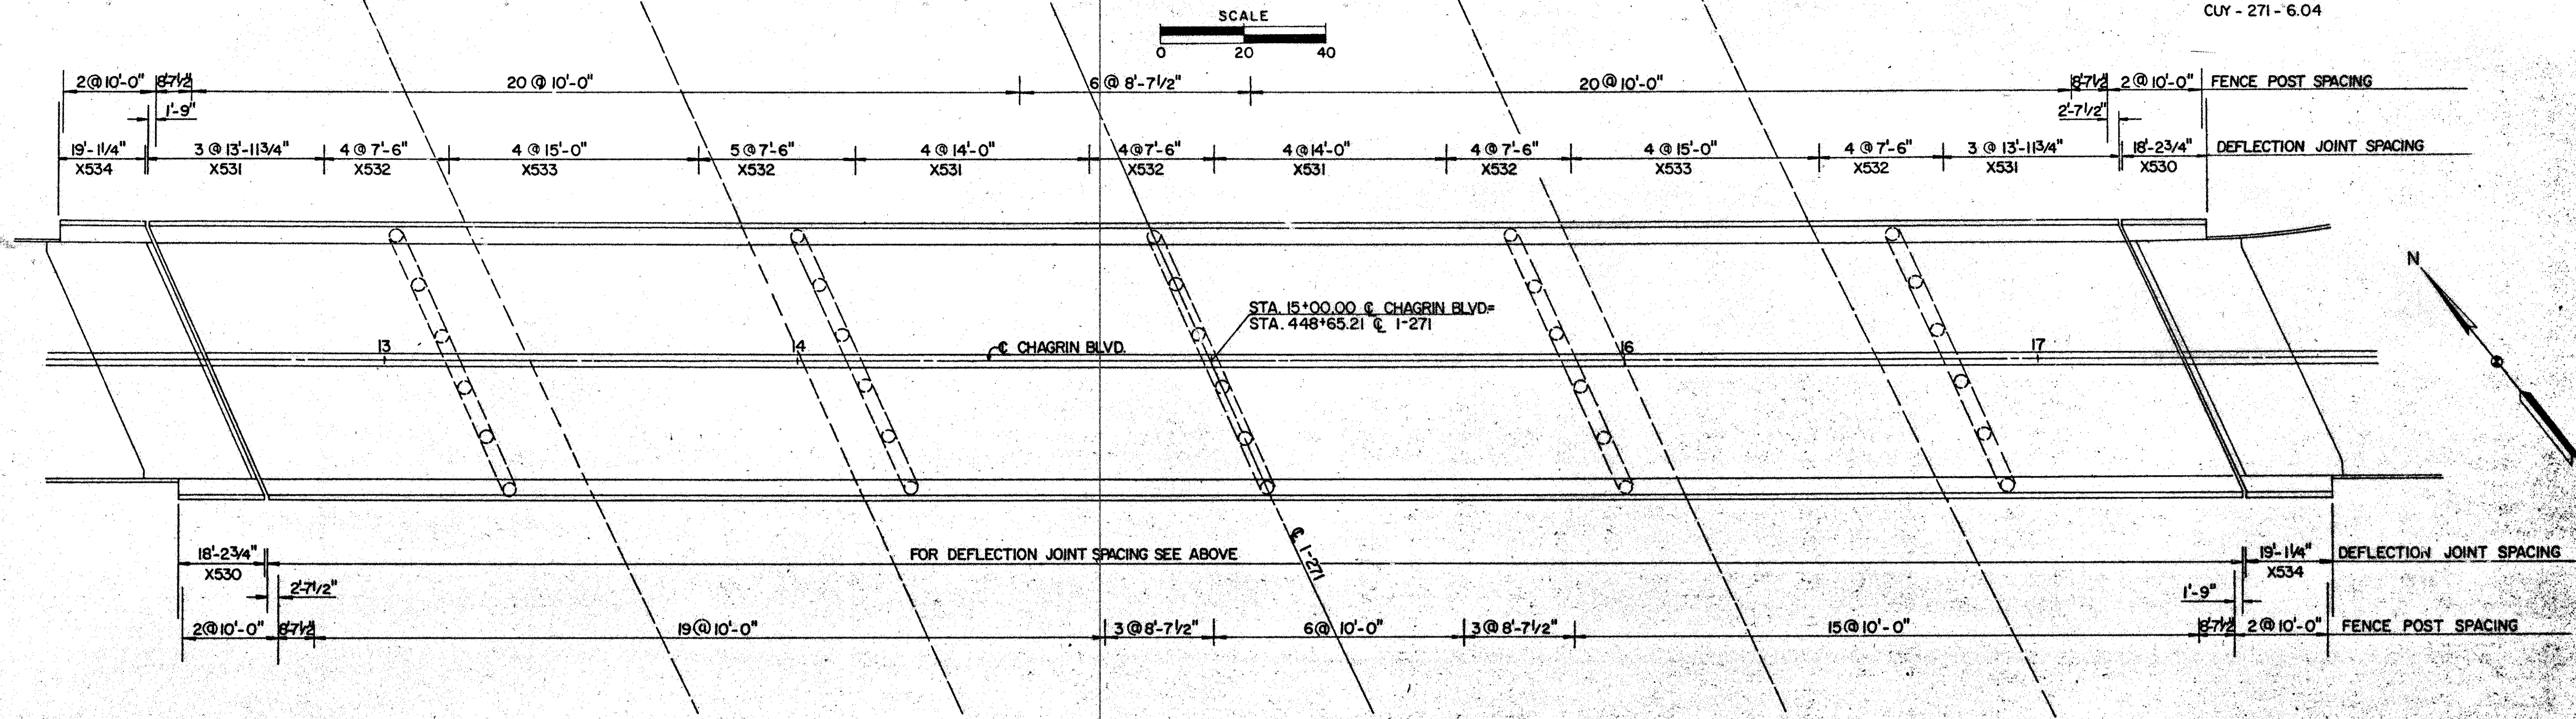 CUY - 271 - 6.04
SCALE
0 20 40
2@10'-0" 8'-7½" 20 @ 10'-0" 6 @ 8'-7½" 20 @ 10'-0" 8'-7½ 2@10'-0" FENCE POST SPACING
1'-9" 2'-7½"
19'-1¼" 3 @ 13'-11¾" 4 @ 7'-6" 4 @ 15'-0" 5 @ 7'-6" 4 @ 14'-0" 4 @ 7'-6" 4 @ 14'-0" 4 @ 7'-6" 4 @ 15'-0" 4 @ 7'-6" 3 @ 13'-11¾" 18'-2¾" DEFLECTION JOINT SPACING
X534 X531 X532 X533 X532 X531 X532 X531 X532 X533 X532 X531 X530
N
STA. 15+00.00 ℄ CHAGRIN BLVD.=
STA. 448+65.21 ℄ I-271
13 14 ℄ CHAGRIN BLVD. 16 17
℄ I-271
18'-2¾" FOR DEFLECTION JOINT SPACING SEE ABOVE 19'-1¼" DEFLECTION JOINT SPACING
X530 X534
2'-7½" 1'-9"
2@10'-0" 8'-7½ 19@10'-0" 3@8'-7½" 6@ 10'-0" 3@8'-7½" 15@10'-0" 8'-7½ 2@10'-0" FENCE POST SPACING